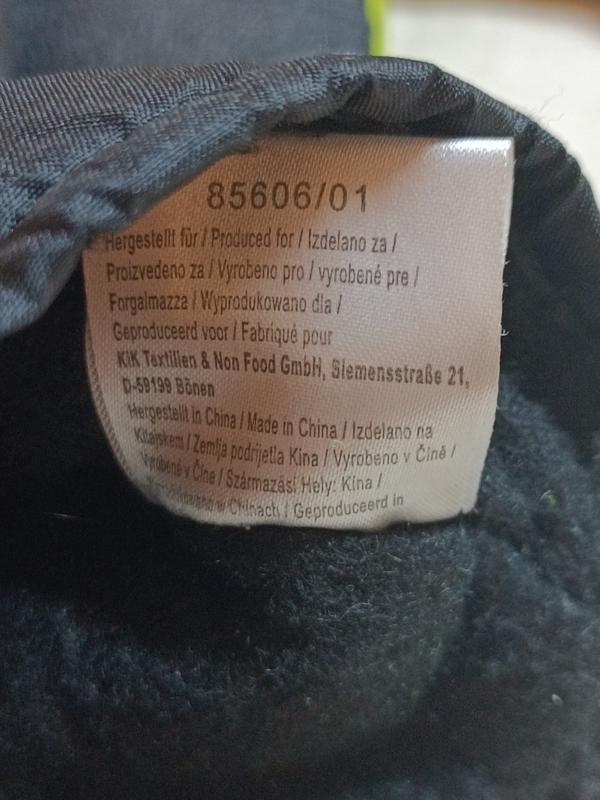 85606/01
Hergestellt für / Produced for / Izdelano za /
Proizvedeno za / Vyrobeno pro / vyrobené pre /
Forgalmazza / Wyprodukowano dla /
Geproduceerd voor / Fabriqué pour
KiK Textilien & Non Food GmbH, Siemensstraße 21,
D-59199 Bönen
Hergestellt in China / Made in China / Izdelano na
Kitajskem / Zemlja podrijetla Kina / Vyrobeno v Číně /
Vyrobené v Číne / Származási Hely: Kína /
w Chinach / Geproduceerd in